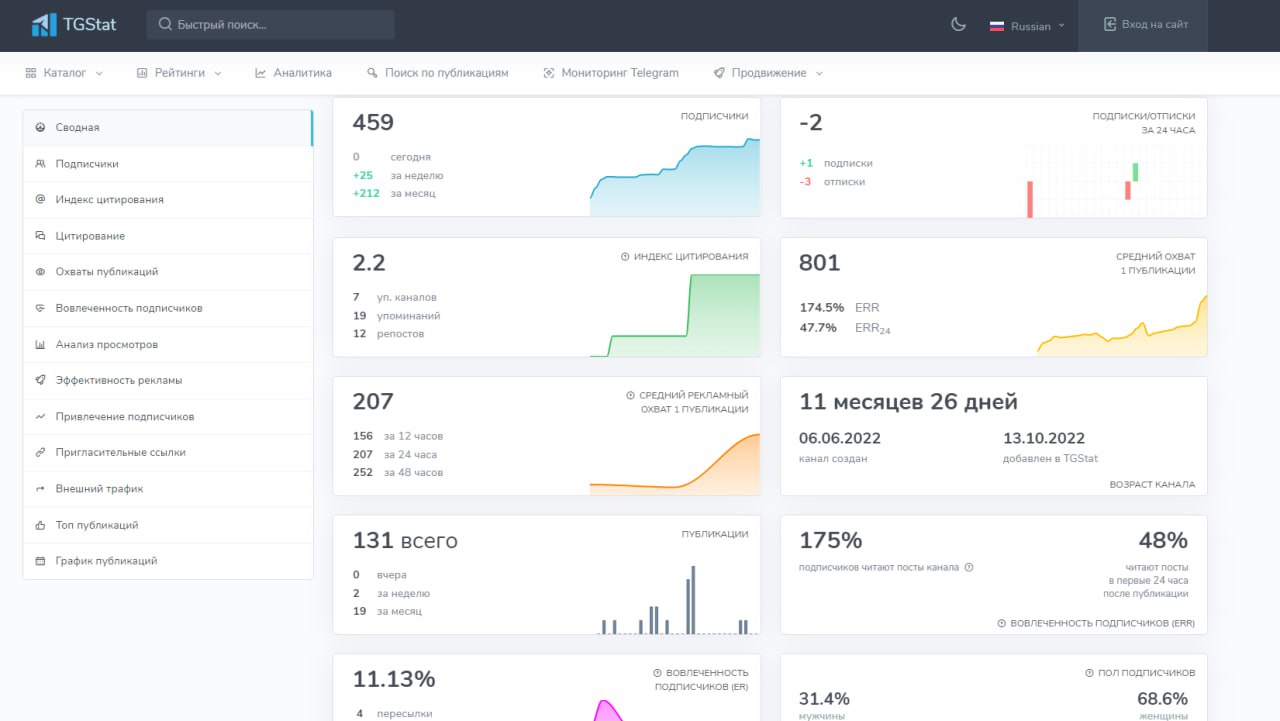 TGStat
Быстрый поиск...
Russian
Вход на сайт
Каталог
Рейтинги
Аналитика
Поиск по публикациям
Мониторинг Telegram
Продвижение
Сводная
Подписчики
Индекс цитирования
Цитирование
Охваты публикаций
Вовлеченность подписчиков
Анализ просмотров
Эффективность рекламы
Привлечение подписчиков
Пригласительные ссылки
Внешний трафик
Топ публикаций
График публикаций
459
ПОДПИСЧИКИ
0 сегодня
+25 за неделю
+212 за месяц
-2
ПОДПИСКИ/ОТПИСКИ
ЗА 24 ЧАСА
+1 подписки
-3 отписки
2.2
ИНДЕКС ЦИТИРОВАНИЯ
7 уп. каналов
19 упоминаний
12 репостов
801
СРЕДНИЙ ОХВАТ
1 ПУБЛИКАЦИИ
174.5% ERR
47.7% ERR24
207
СРЕДНИЙ РЕКЛАМНЫЙ
ОХВАТ 1 ПУБЛИКАЦИИ
156 за 12 часов
207 за 24 часа
252 за 48 часов
11 месяцев 26 дней
06.06.2022
канал создан
13.10.2022
добавлен в TGStat
ВОЗРАСТ КАНАЛА
131 всего
ПУБЛИКАЦИИ
0 вчера
2 за неделю
19 за месяц
175%
подписчиков читают посты канала
48%
читают посты
в первые 24 часа
после публикации
ВОВЛЕЧЕННОСТЬ ПОДПИСЧИКОВ (ERR)
11.13%
ВОВЛЕЧЕННОСТЬ
ПОДПИСЧИКОВ (ER)
4 пересылки
ПОЛ ПОДПИСЧИКОВ
31.4%
мужчины
68.6%
женщины